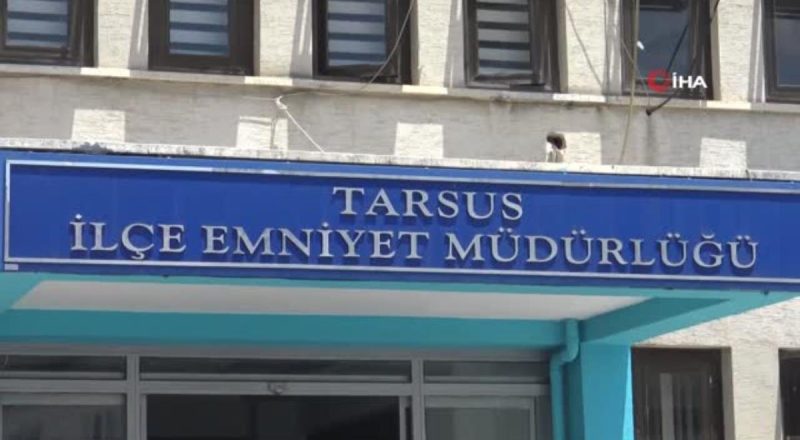 İHA
TARSUS
İLÇE EMNİYET MÜDÜRLÜĞÜ